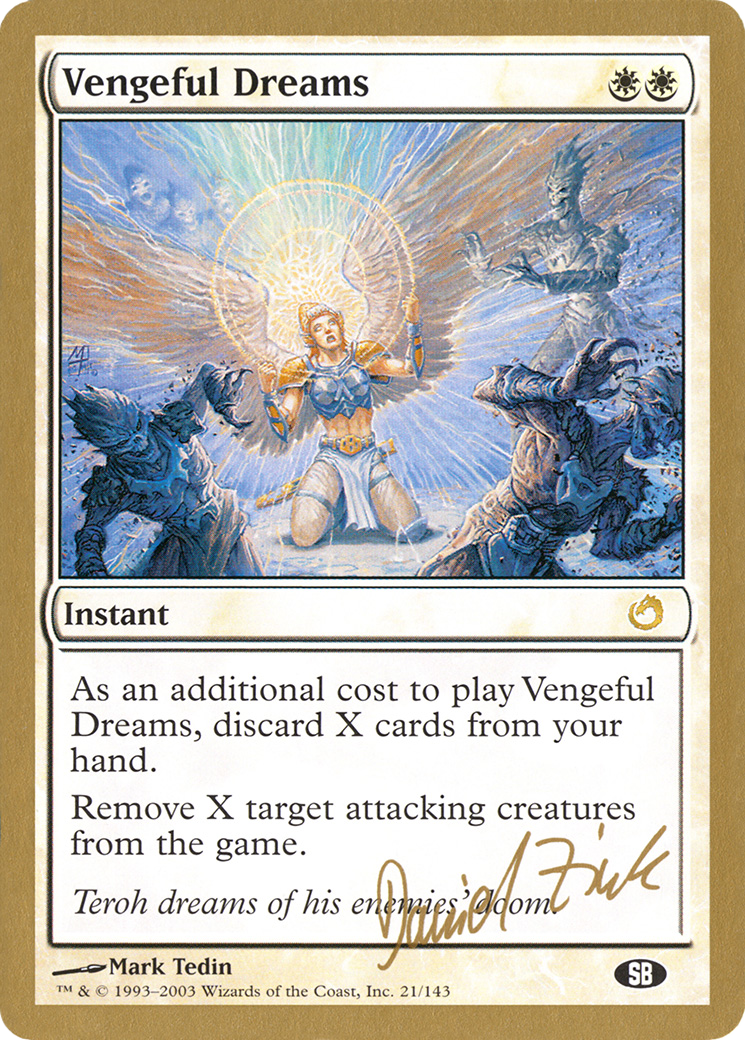 Vengeful Dreams
Instant
As an additional cost to play Vengeful
Dreams, discard X cards from your
hand.
Remove X target attacking creatures
from the game.
Teroh dreams of his enemies' doom.
Daniel Zink
Mark Tedin
SB
™ & © 1993–2003 Wizards of the Coast, Inc. 21/143